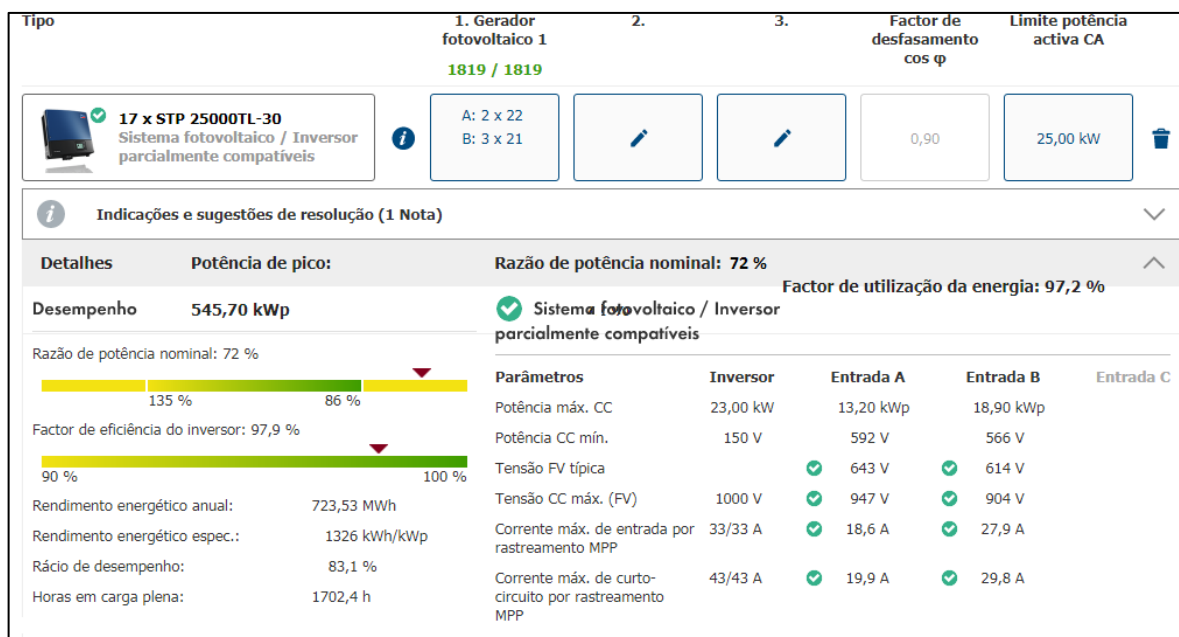 Tipo
1. Gerador fotovoltaico 1
2.
3.
Factor de desfasamento cos φ
Limite potência activa CA
1819 / 1819
17 x STP 25000TL-30
Sistema fotovoltaico / Inversor
parcialmente compatíveis
A: 2 x 22
B: 3 x 21
0,90
25,00 kW
Indicações e sugestões de resolução (1 Nota)
Detalhes Potência de pico: Razão de potência nominal: 72 %
Factor de utilização da energia: 97,2 %
Desempenho 545,70 kWp
Sistema fotovoltaico / Inversor
parcialmente compatíveis
Razão de potência nominal: 72 %
135 % 86 %
Factor de eficiência do inversor: 97,9 %
90 % 100 %
Rendimento energético anual: 723,53 MWh
Rendimento energético espec.: 1326 kWh/kWp
Rácio de desempenho: 83,1 %
Horas em carga plena: 1702,4 h
Parâmetros Inversor Entrada A Entrada B Entrada C
Potência máx. CC 23,00 kW 13,20 kWp 18,90 kWp
Potência CC mín. 150 V 592 V 566 V
Tensão FV típica 643 V 614 V
Tensão CC máx. (FV) 1000 V 947 V 904 V
Corrente máx. de entrada por 33/33 A 18,6 A 27,9 A
rastreamento MPP
Corrente máx. de curto- 43/43 A 19,9 A 29,8 A
circuito por rastreamento
MPP